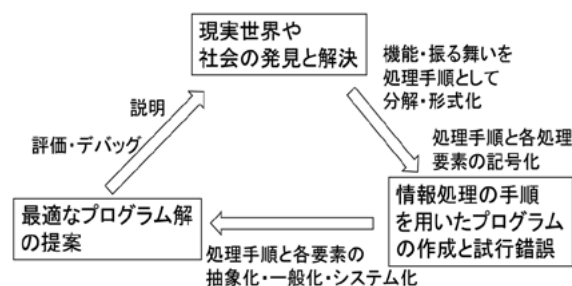 現実世界や
社会の発見と解決
機能・振る舞いを
処理手順として
分解・形式化
説明
評価・デバッグ
処理手順と各処理
要素の記号化
最適なプログラム解
の提案
情報処理の手順
を用いたプログラム
の作成と試行錯誤
処理手順と各要素の
抽象化・一般化・システム化